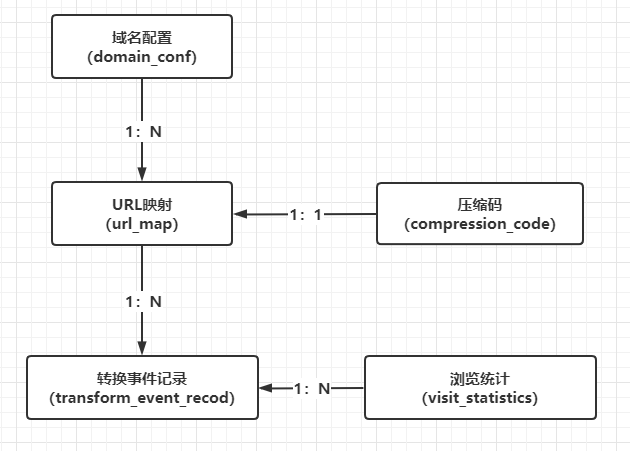 域名配置
(domain_conf)
1：N
URL映射
(url_map)
1：1
压缩码
(compression_code)
1：N
转换事件记录
(transform_event_recod)
1：N
浏览统计
(visit_statistics)